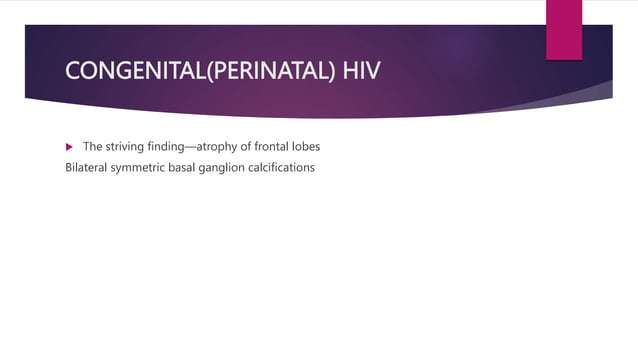 CONGENITAL(PERINATAL) HIV
The striving finding—atrophy of frontal lobes
Bilateral symmetric basal ganglion calcifications